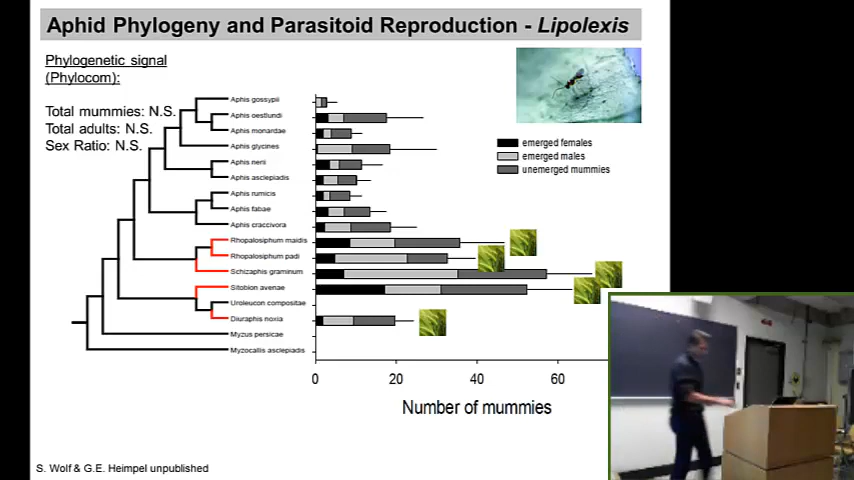 Aphid Phylogeny and Parasitoid Reproduction - Lipolexis
Phylogenetic signal
(Phylocom):
Total mummies: N.S.
Total adults: N.S.
Sex Ratio: N.S.
Aphis gossypii
Aphis oestlundi
Aphis monardae
Aphis glycines
Aphis nerii
Aphis asclepiadis
Aphis rumicis
Aphis fabae
Aphis craccivora
Rhopalosiphum maidis
Rhopalosiphum padi
Schizaphis graminum
Sitobion avenae
Uroleucon compositae
Diuraphis noxia
Myzus persicae
Myzocallis asclepiadis
emerged females
emerged males
unemerged mummies
0 20 40 60
Number of mummies
S. Wolf & G.E. Heimpel unpublished